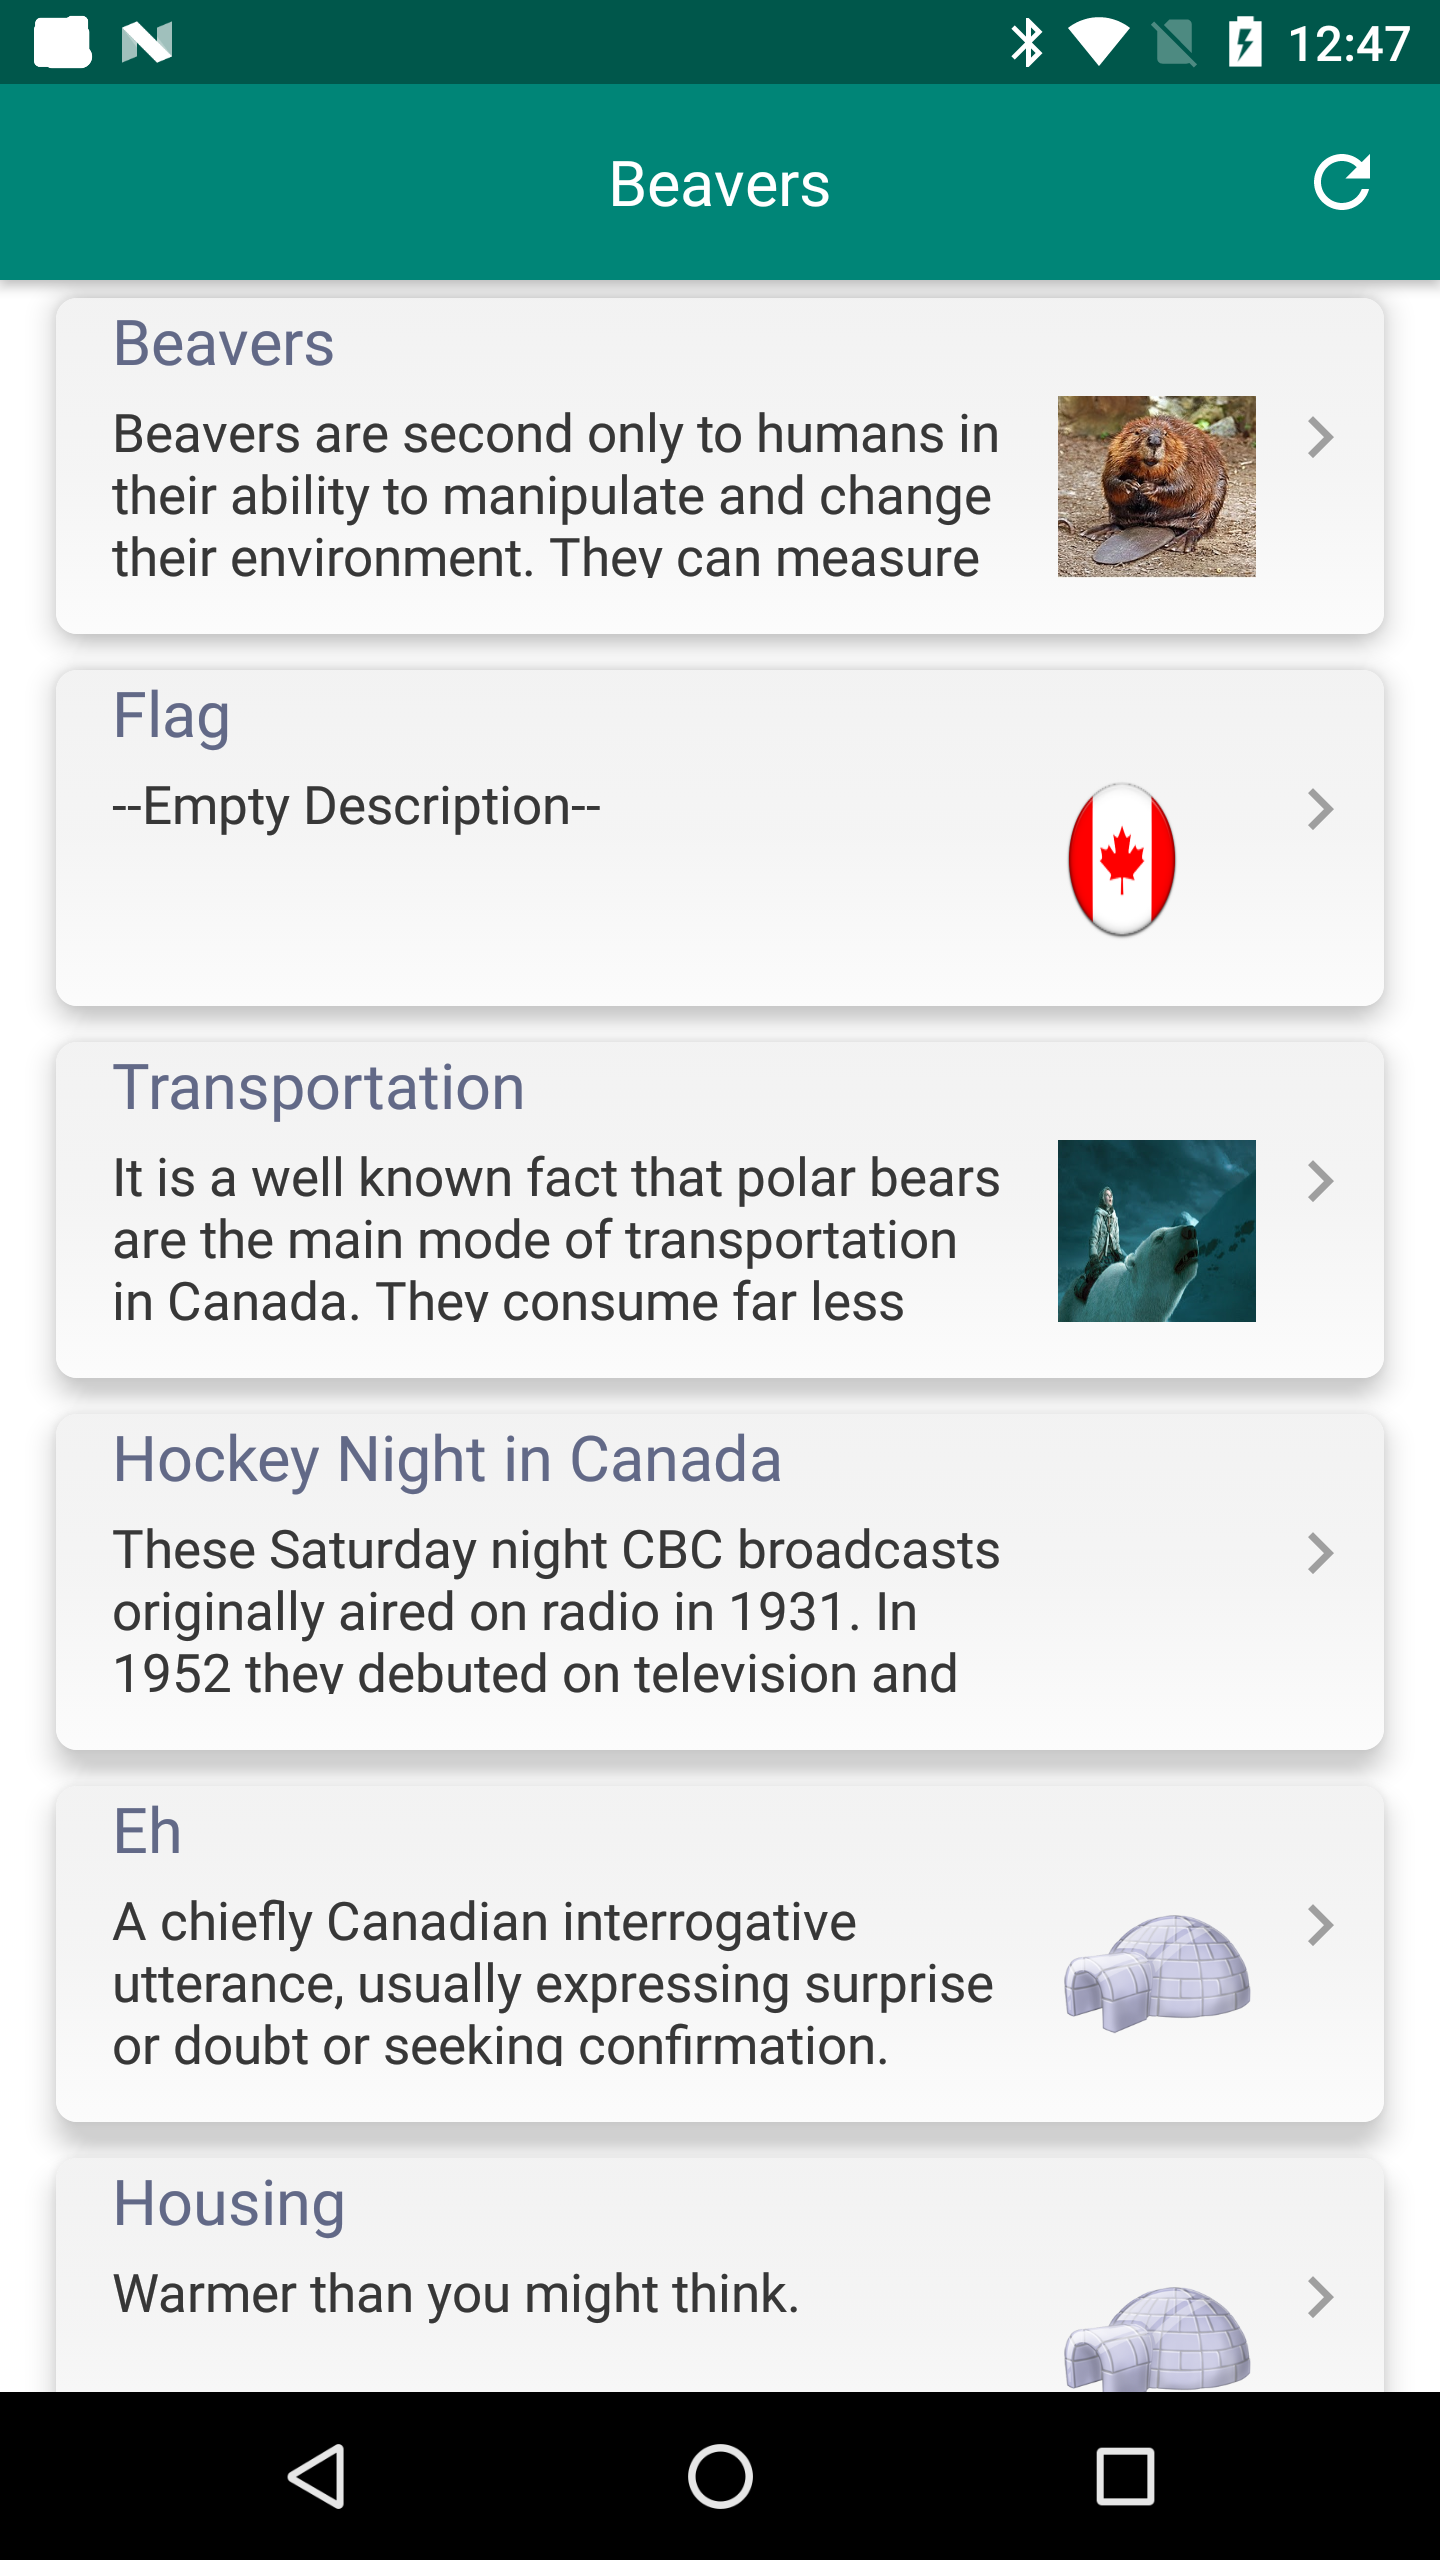 12:47
Beavers
Beavers
Beavers are second only to humans in
their ability to manipulate and change
their environment. They can measure
Flag
--Empty Description--
Transportation
It is a well known fact that polar bears
are the main mode of transportation
in Canada. They consume far less
Hockey Night in Canada
These Saturday night CBC broadcasts
originally aired on radio in 1931. In
1952 they debuted on television and
Eh
A chiefly Canadian interrogative
utterance, usually expressing surprise
or doubt or seeking confirmation.
Housing
Warmer than you might think.